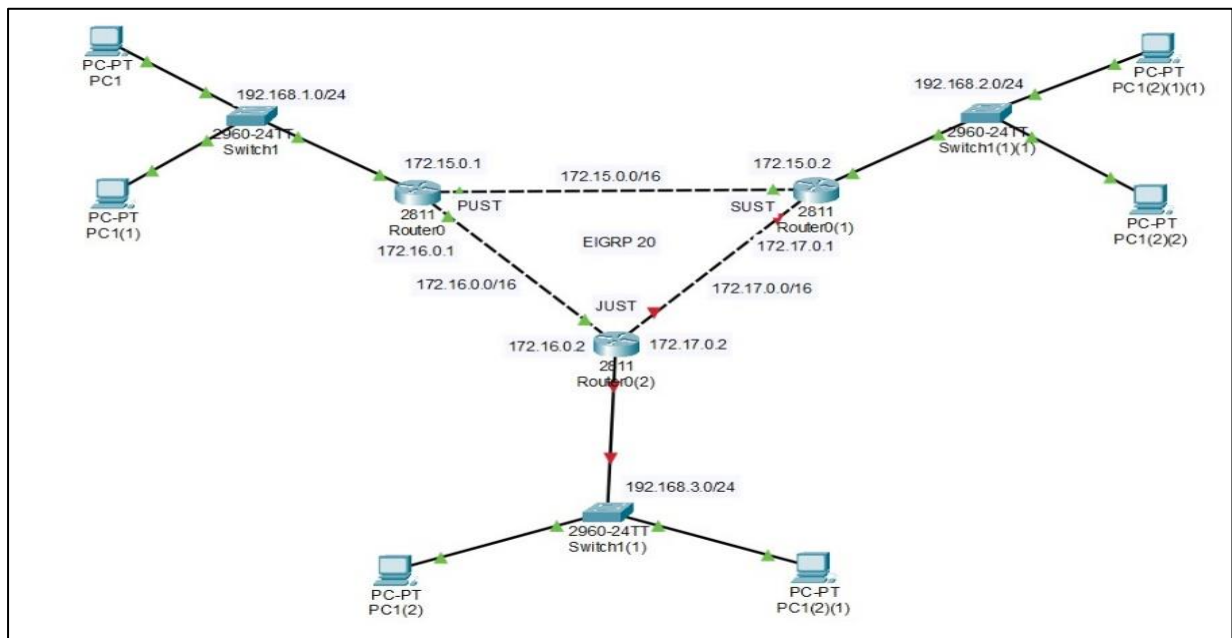 PC-PT
PC1
192.168.1.0/24
2960-24TT
Switch1
PC-PT
PC1(1)
172.15.0.1
172.15.0.0/16
172.15.0.2
PUST
SUST
2811
Router0
2811
Router0(1)
172.16.0.1
EIGRP 20
172.17.0.1
172.16.0.0/16
172.17.0.0/16
JUST
172.16.0.2
172.17.0.2
2811
Router0(2)
192.168.2.0/24
2960-24TT
Switch1(1)(1)
PC-PT
PC1(2)(1)(1)
PC-PT
PC1(2)(2)
192.168.3.0/24
2960-24TT
Switch1(1)
PC-PT
PC1(2)
PC-PT
PC1(2)(1)